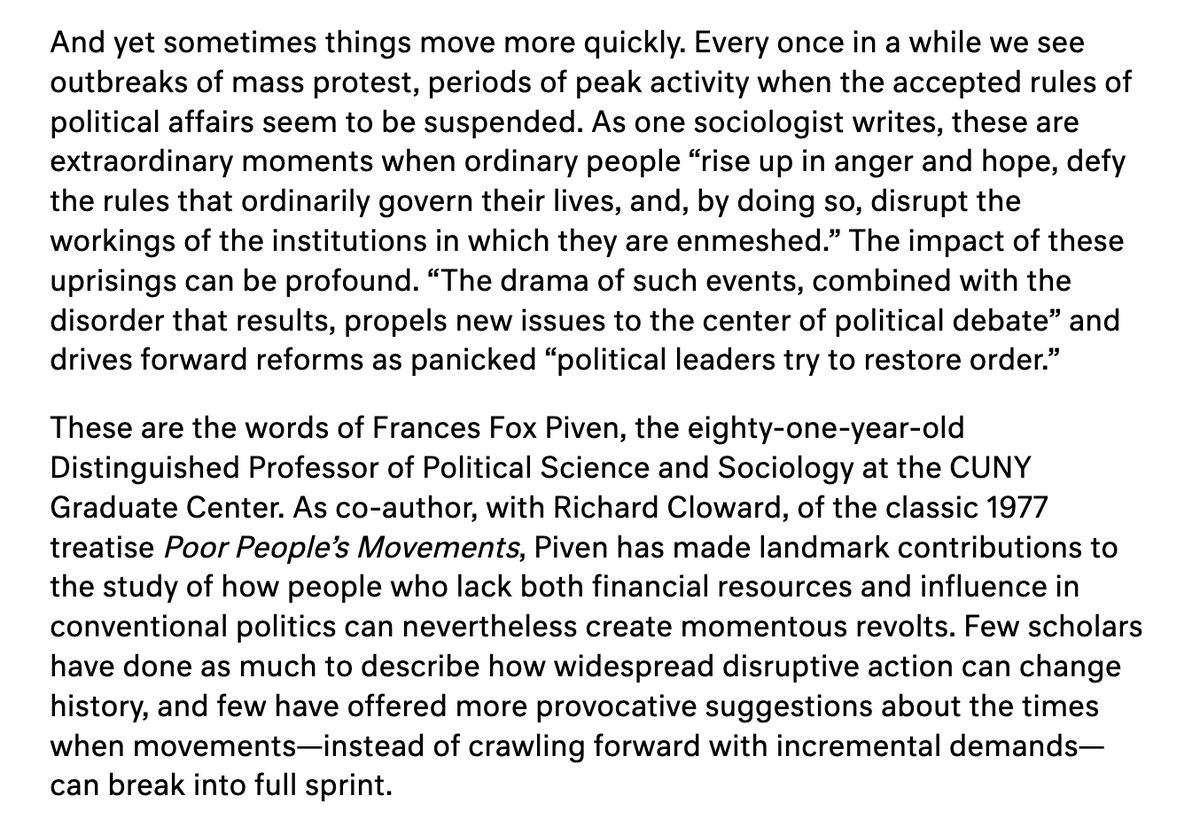 And yet sometimes things move more quickly. Every once in a while we see
outbreaks of mass protest, periods of peak activity when the accepted rules of
political affairs seem to be suspended. As one sociologist writes, these are
extraordinary moments when ordinary people “rise up in anger and hope, defy
the rules that ordinarily govern their lives, and, by doing so, disrupt the
workings of the institutions in which they are enmeshed.” The impact of these
uprisings can be profound. “The drama of such events, combined with the
disorder that results, propels new issues to the center of political debate” and
drives forward reforms as panicked “political leaders try to restore order.”
These are the words of Frances Fox Piven, the eighty-one-year-old
Distinguished Professor of Political Science and Sociology at the CUNY
Graduate Center. As co-author, with Richard Cloward, of the classic 1977
treatise Poor People’s Movements, Piven has made landmark contributions to
the study of how people who lack both financial resources and influence in
conventional politics can nevertheless create momentous revolts. Few scholars
have done as much to describe how widespread disruptive action can change
history, and few have offered more provocative suggestions about the times
when movements—instead of crawling forward with incremental demands—
can break into full sprint.